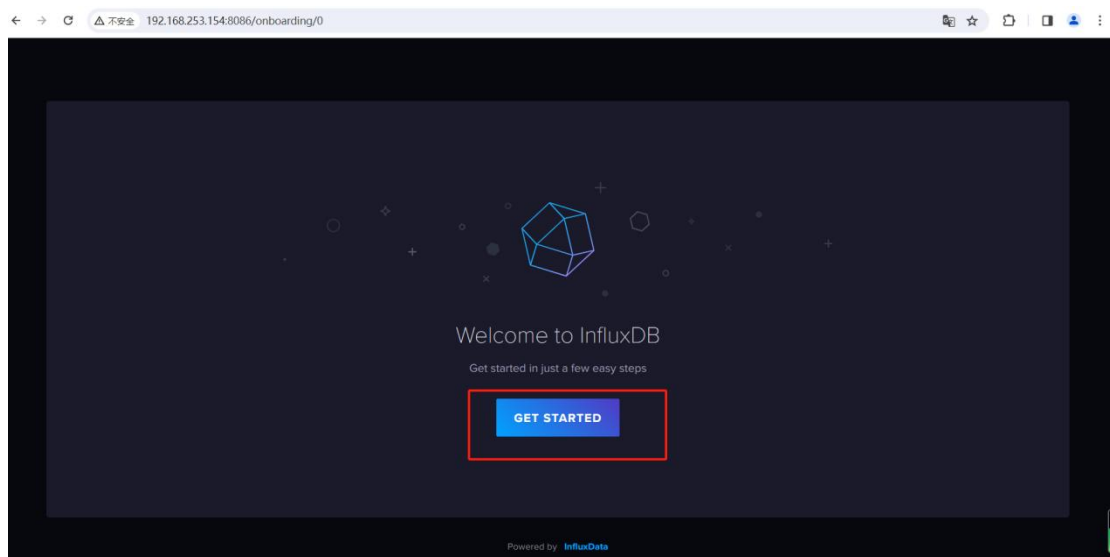 不安全 192.168.253.154:8086/onboarding/0
Welcome to InfluxDB
Get started in just a few easy steps
GET STARTED
Powered by InfluxData